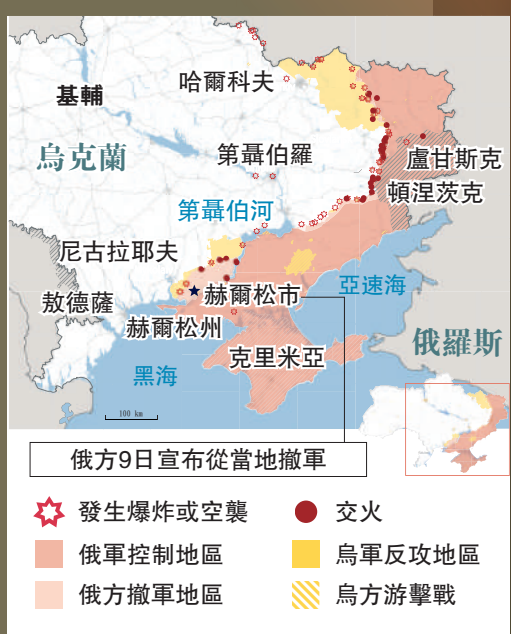 哈爾科夫
基輔
烏克蘭
第聶伯羅
盧甘斯克
頓涅茨克
第聶伯河
尼古拉耶夫
亞速海
赫爾松市
敖德薩
赫爾松州
俄羅斯
克里米亞
黑海
100 km
俄方9日宣布從當地撤軍
發生爆炸或空襲
交火
俄軍控制地區
烏軍反攻地區
俄方撤軍地區
烏方游擊戰